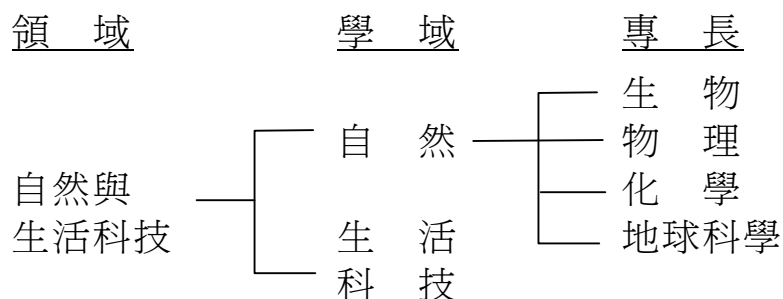 領 域
學 域
專 長
自然與
生活科技
自 然
生 活
科 技
生 物
物 理
化 學
地球科學